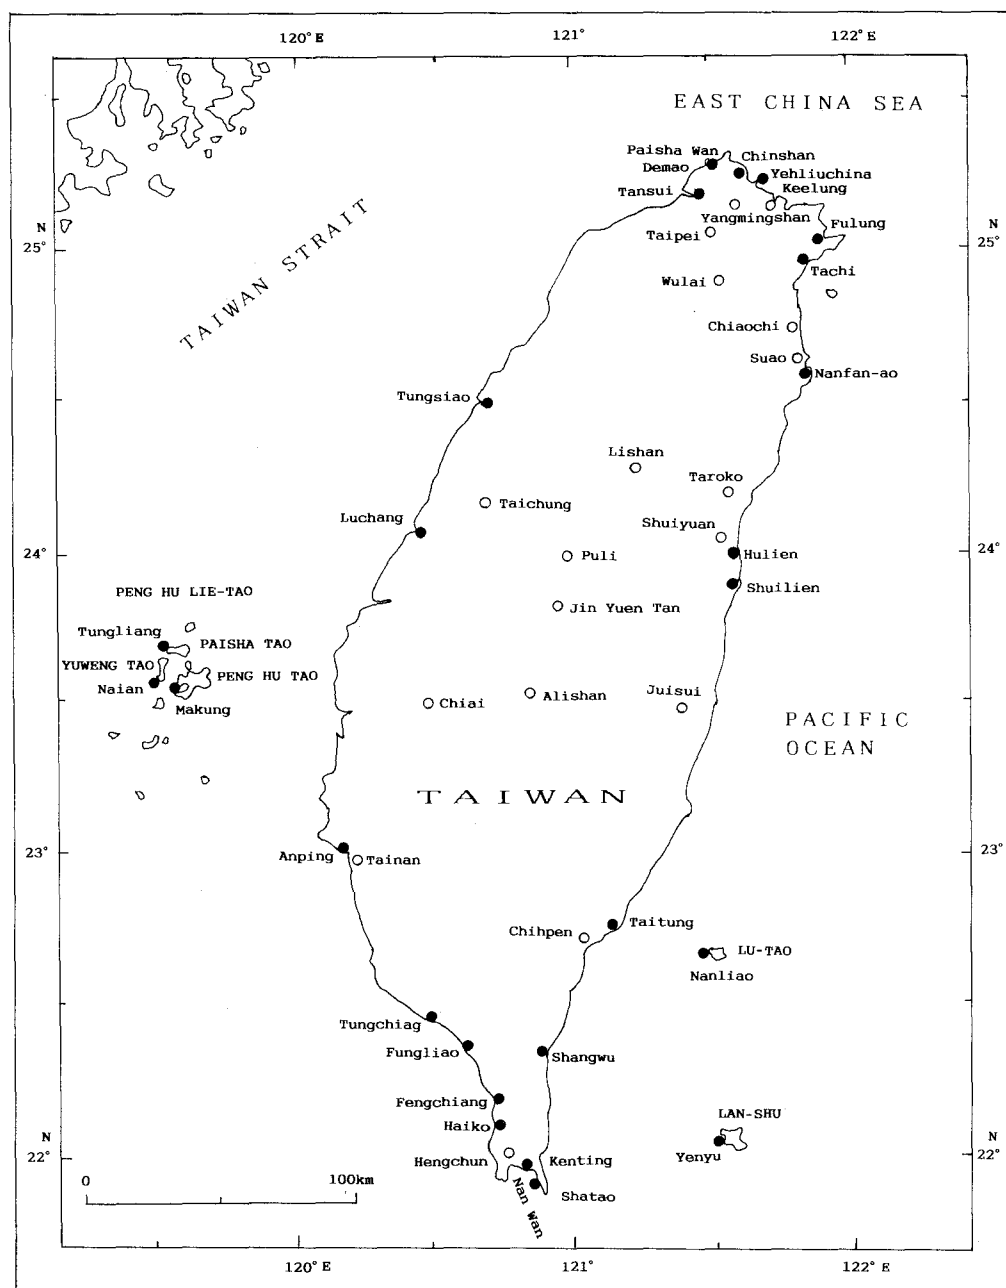 120°E 121° 122°E
EAST CHINA SEA
Paisha Wan
Chinshan
Demao
Yehliuchina
Tansui
Keelung
Yangmingshan
Fulung
N
25°
N
25°
Taipei
Tachi
Wulai
TAIWAN STRAIT
Chiaochi
Suao
Nanfan-ao
Tungsiao
Lishan
Taroko
Taichung
Luchang
Shuiyuan
24°
Puli
Hulien
24°
Shuilien
PENG HU LIE-TAO
Jin Yuen Tan
Tungliang
PAISHA TAO
YUWENG TAO
PENG HU TAO
Naian
Makung
Chiai
Alishan
Juisui
PACIFIC
OCEAN
TAIWAN
23°
Anping
Tainan
23°
Taitung
Chihpen
LU-TAO
Nanliao
Tungchiag
Fungliao
Shangwu
Fengchiang
LAN-SHU
Haiko
N
22°
Hengchun
Kenting
Yenyu
N
22°
Nan Wan
Shatao
0 100km
120°E 121° 122°E